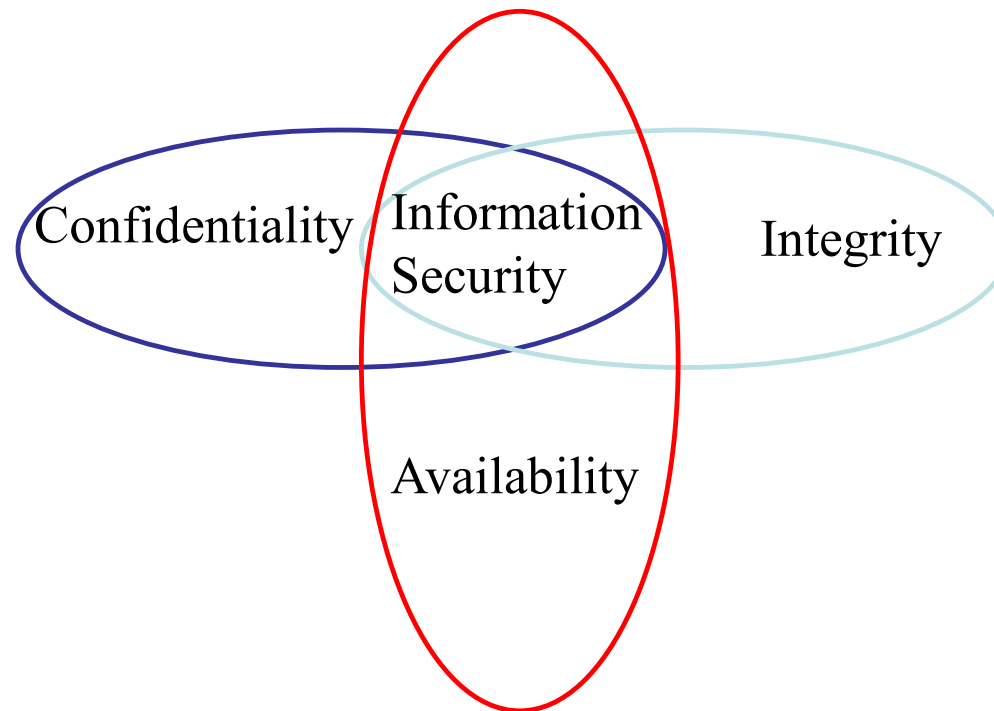 Confidentiality
Information
Security
Integrity
Availability